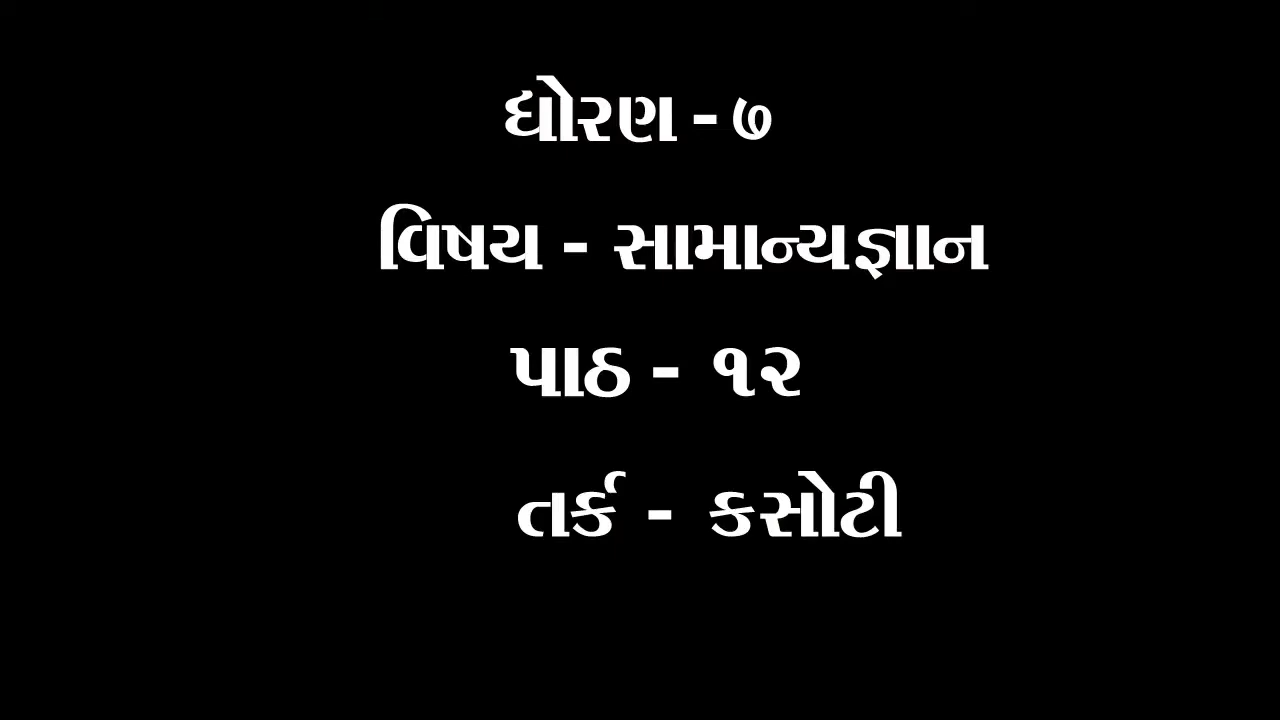 ધોરણ - ૭
વિષય - સામાન્યજ્ઞાન
પાઠ - ૧૨
તર્ક - કસોટી